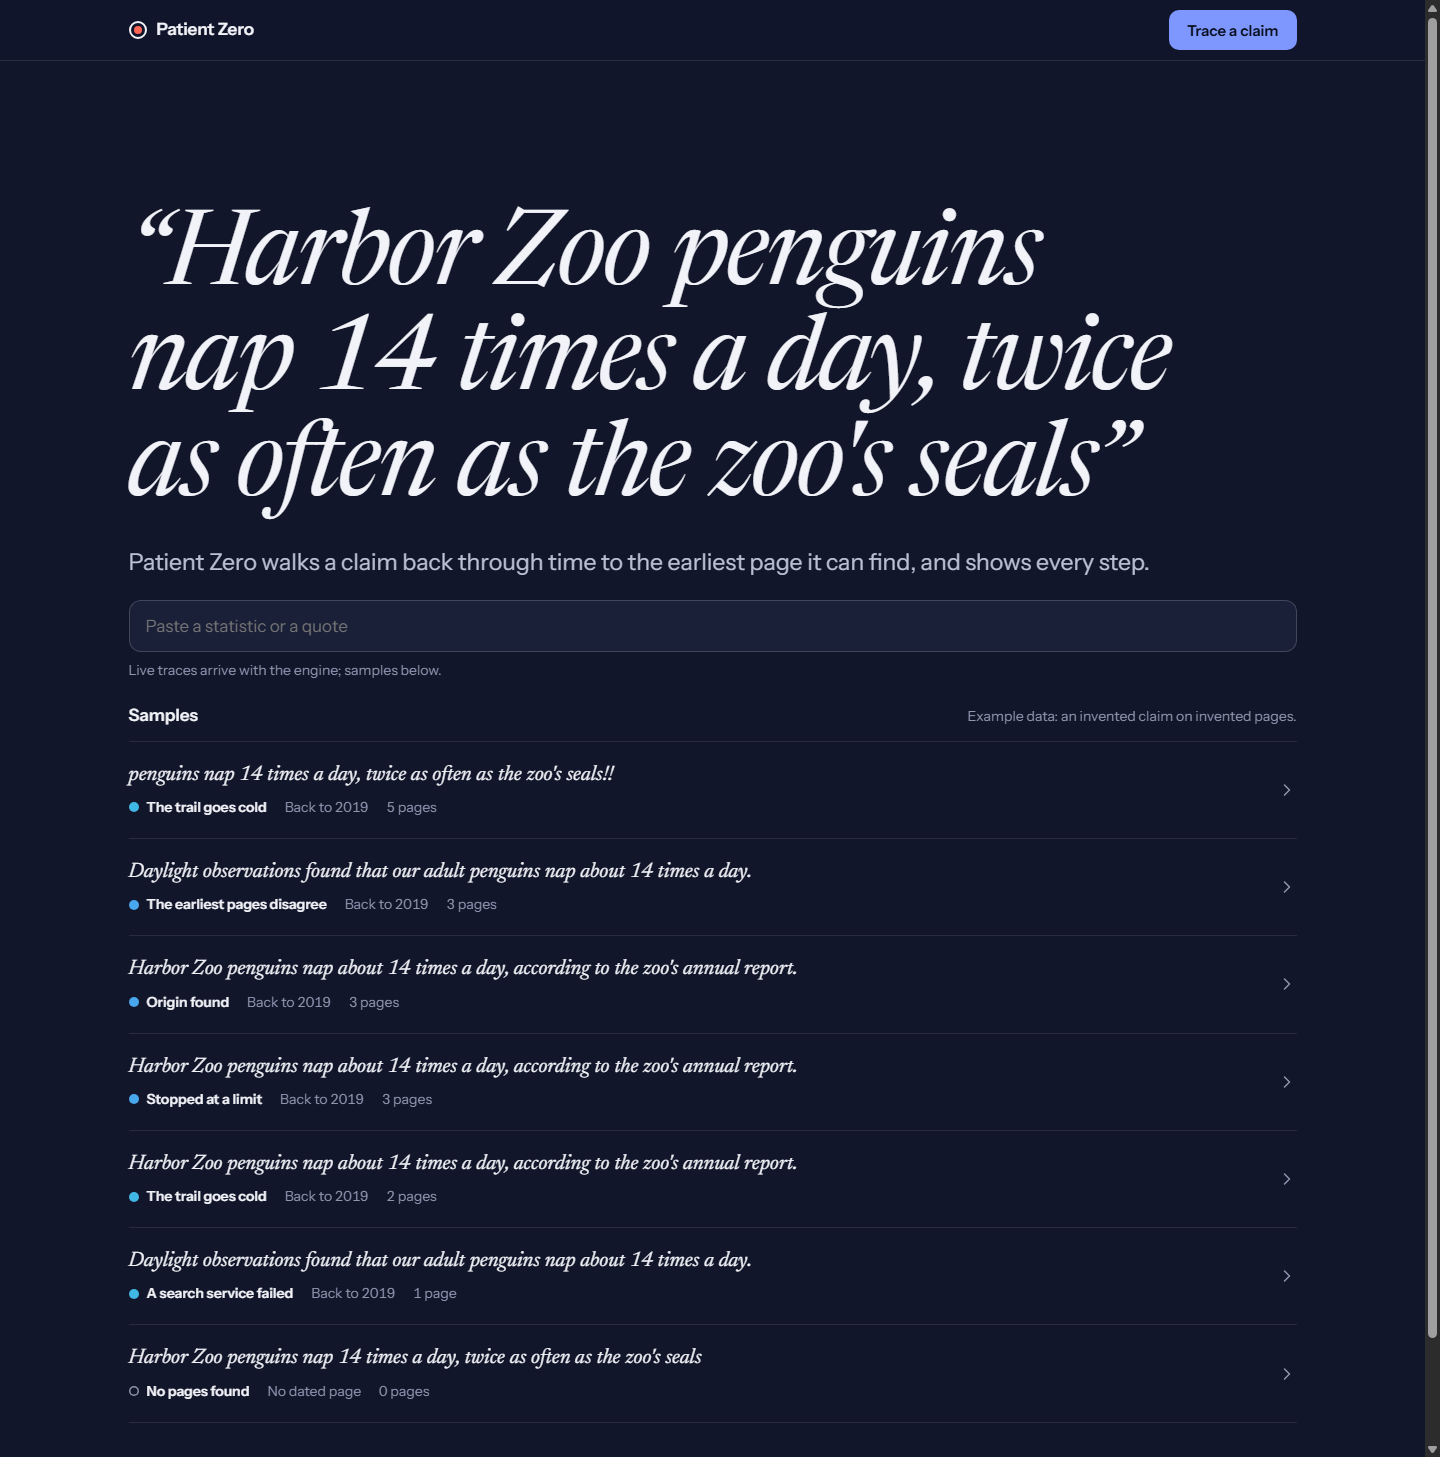 Patient Zero
Trace a claim
“Harbor Zoo penguins
nap 14 times a day, twice
as often as the zoo's seals”
Patient Zero walks a claim back through time to the earliest page it can find, and shows every step.
Paste a statistic or a quote
Live traces arrive with the engine; samples below.
Samples
Example data: an invented claim on invented pages.
penguins nap 14 times a day, twice as often as the zoo's seals!!
The trail goes cold Back to 2019 5 pages
Daylight observations found that our adult penguins nap about 14 times a day.
The earliest pages disagree Back to 2019 3 pages
Harbor Zoo penguins nap about 14 times a day, according to the zoo's annual report.
Origin found Back to 2019 3 pages
Harbor Zoo penguins nap about 14 times a day, according to the zoo's annual report.
Stopped at a limit Back to 2019 3 pages
Harbor Zoo penguins nap about 14 times a day, according to the zoo's annual report.
The trail goes cold Back to 2019 2 pages
Daylight observations found that our adult penguins nap about 14 times a day.
A search service failed Back to 2019 1 page
Harbor Zoo penguins nap 14 times a day, twice as often as the zoo's seals
No pages found No dated page 0 pages